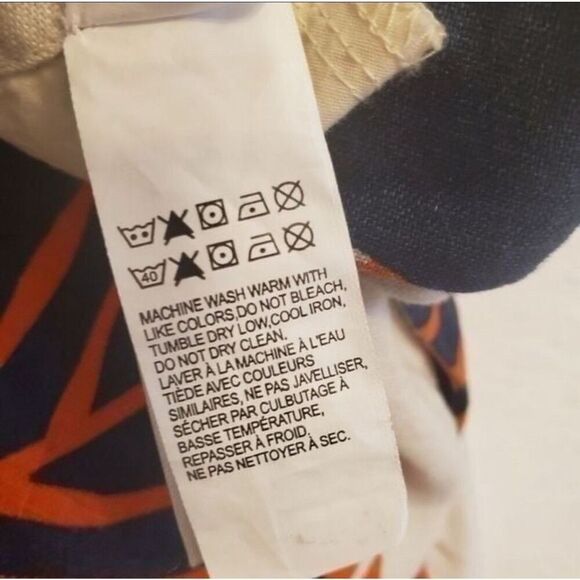 40
MACHINE WASH WARM WITH
LIKE COLORS,DO NOT BLEACH,
TUMBLE DRY LOW,COOL IRON,
DO NOT DRY CLEAN.
LAVER À LA MACHINE À L'EAU
TIÈDE AVEC COULEURS
SIMILAIRES, NE PAS JAVELLISER,
SÉCHER PAR CULBUTAGE À
BASSE TEMPÉRATURE,
REPASSER À FROID.
NE PAS NETTOYER À SEC.